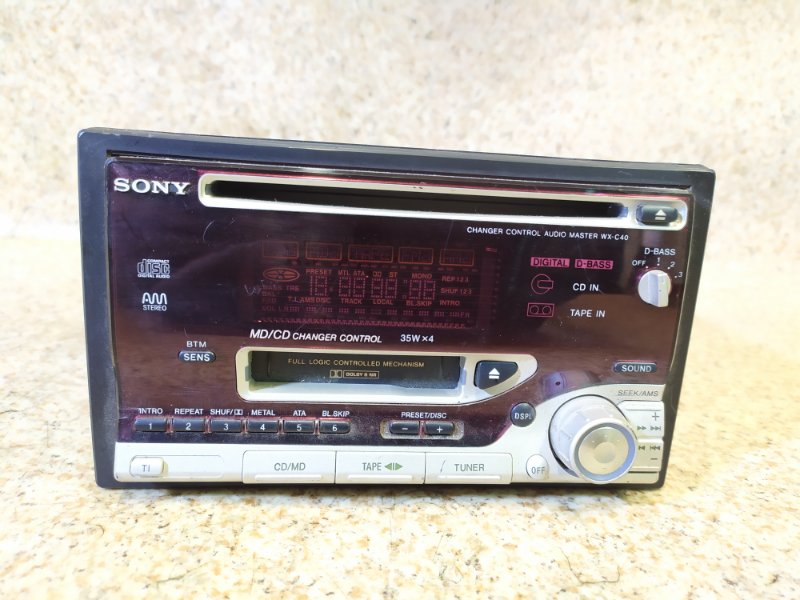 SONY
CHANGER CONTROL AUDIO MASTER WX-C40
D-BASS
OFF 1 2 3
COMPACT
disc
DIGITAL AUDIO
DIGITAL D-BASS
CD IN
TAPE IN
AM
STEREO
PRESET MTL ATA ST MONO
REP 1 2 3
SHUF 1 2 3
DISC TRACK LOCAL BL.SKIP INTRO
MD/CD CHANGER CONTROL 35W×4
BTM
SENS
FULL LOGIC CONTROLLED MECHANISM
DOLBY B NR
SOUND
SEEK/AMS
INTRO REPEAT SHUF/ METAL ATA BL.SKIP
1 2 3 4 5 6
PRESET/DISC
− +
DSPL
+
−
TI
CD/MD
TAPE
TUNER
OFF